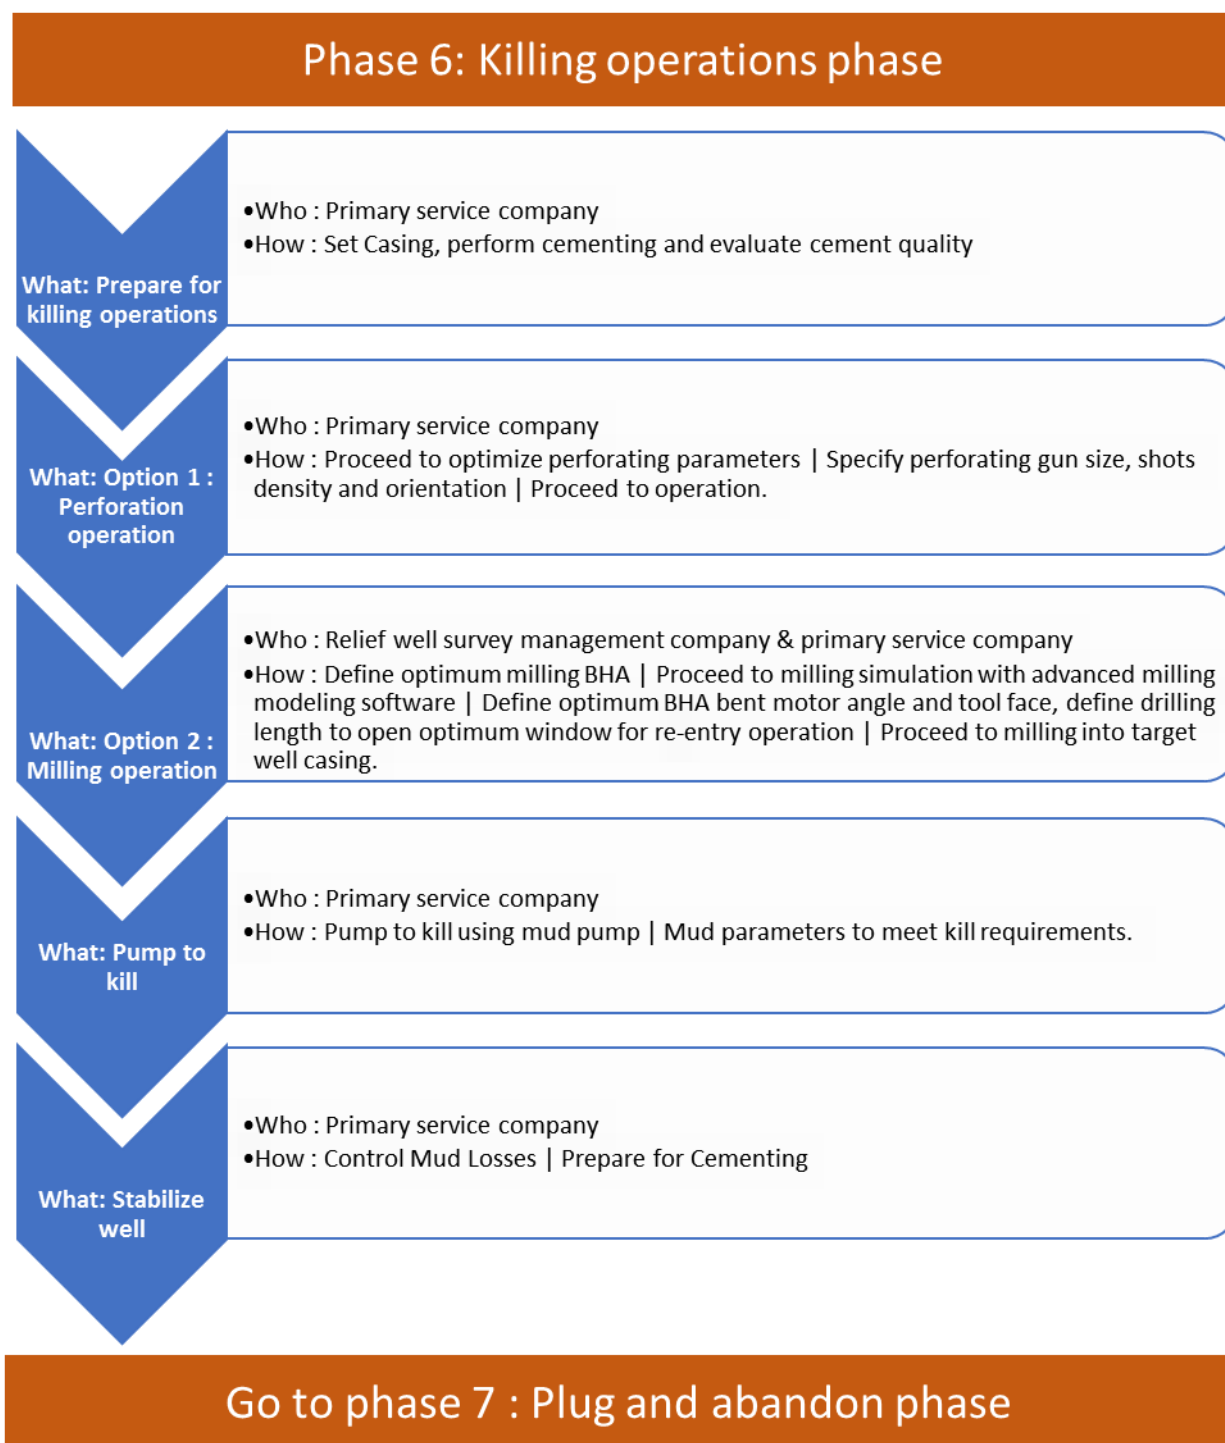 Phase 6: Killing operations phase
What: Prepare for
killing operations
•Who : Primary service company
•How : Set Casing, perform cementing and evaluate cement quality
What: Option 1 :
Perforation
operation
•Who : Primary service company
•How : Proceed to optimize perforating parameters | Specify perforating gun size, shots
density and orientation | Proceed to operation.
What: Option 2 :
Milling operation
•Who : Relief well survey management company & primary service company
•How : Define optimum milling BHA | Proceed to milling simulation with advanced milling
modeling software | Define optimum BHA bent motor angle and tool face, define drilling
length to open optimum window for re-entry operation | Proceed to milling into target
well casing.
What: Pump to
kill
•Who : Primary service company
•How : Pump to kill using mud pump | Mud parameters to meet kill requirements.
What: Stabilize
well
•Who : Primary service company
•How : Control Mud Losses | Prepare for Cementing
Go to phase 7 : Plug and abandon phase